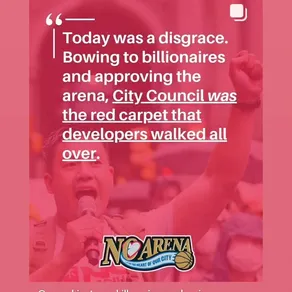 Today was a disgrace.
Bowing to billionaires
and approving the
arena, City Council was
the red carpet that
developers walked all
over.
NO ARENA
IN THE HEART OF OUR CITY